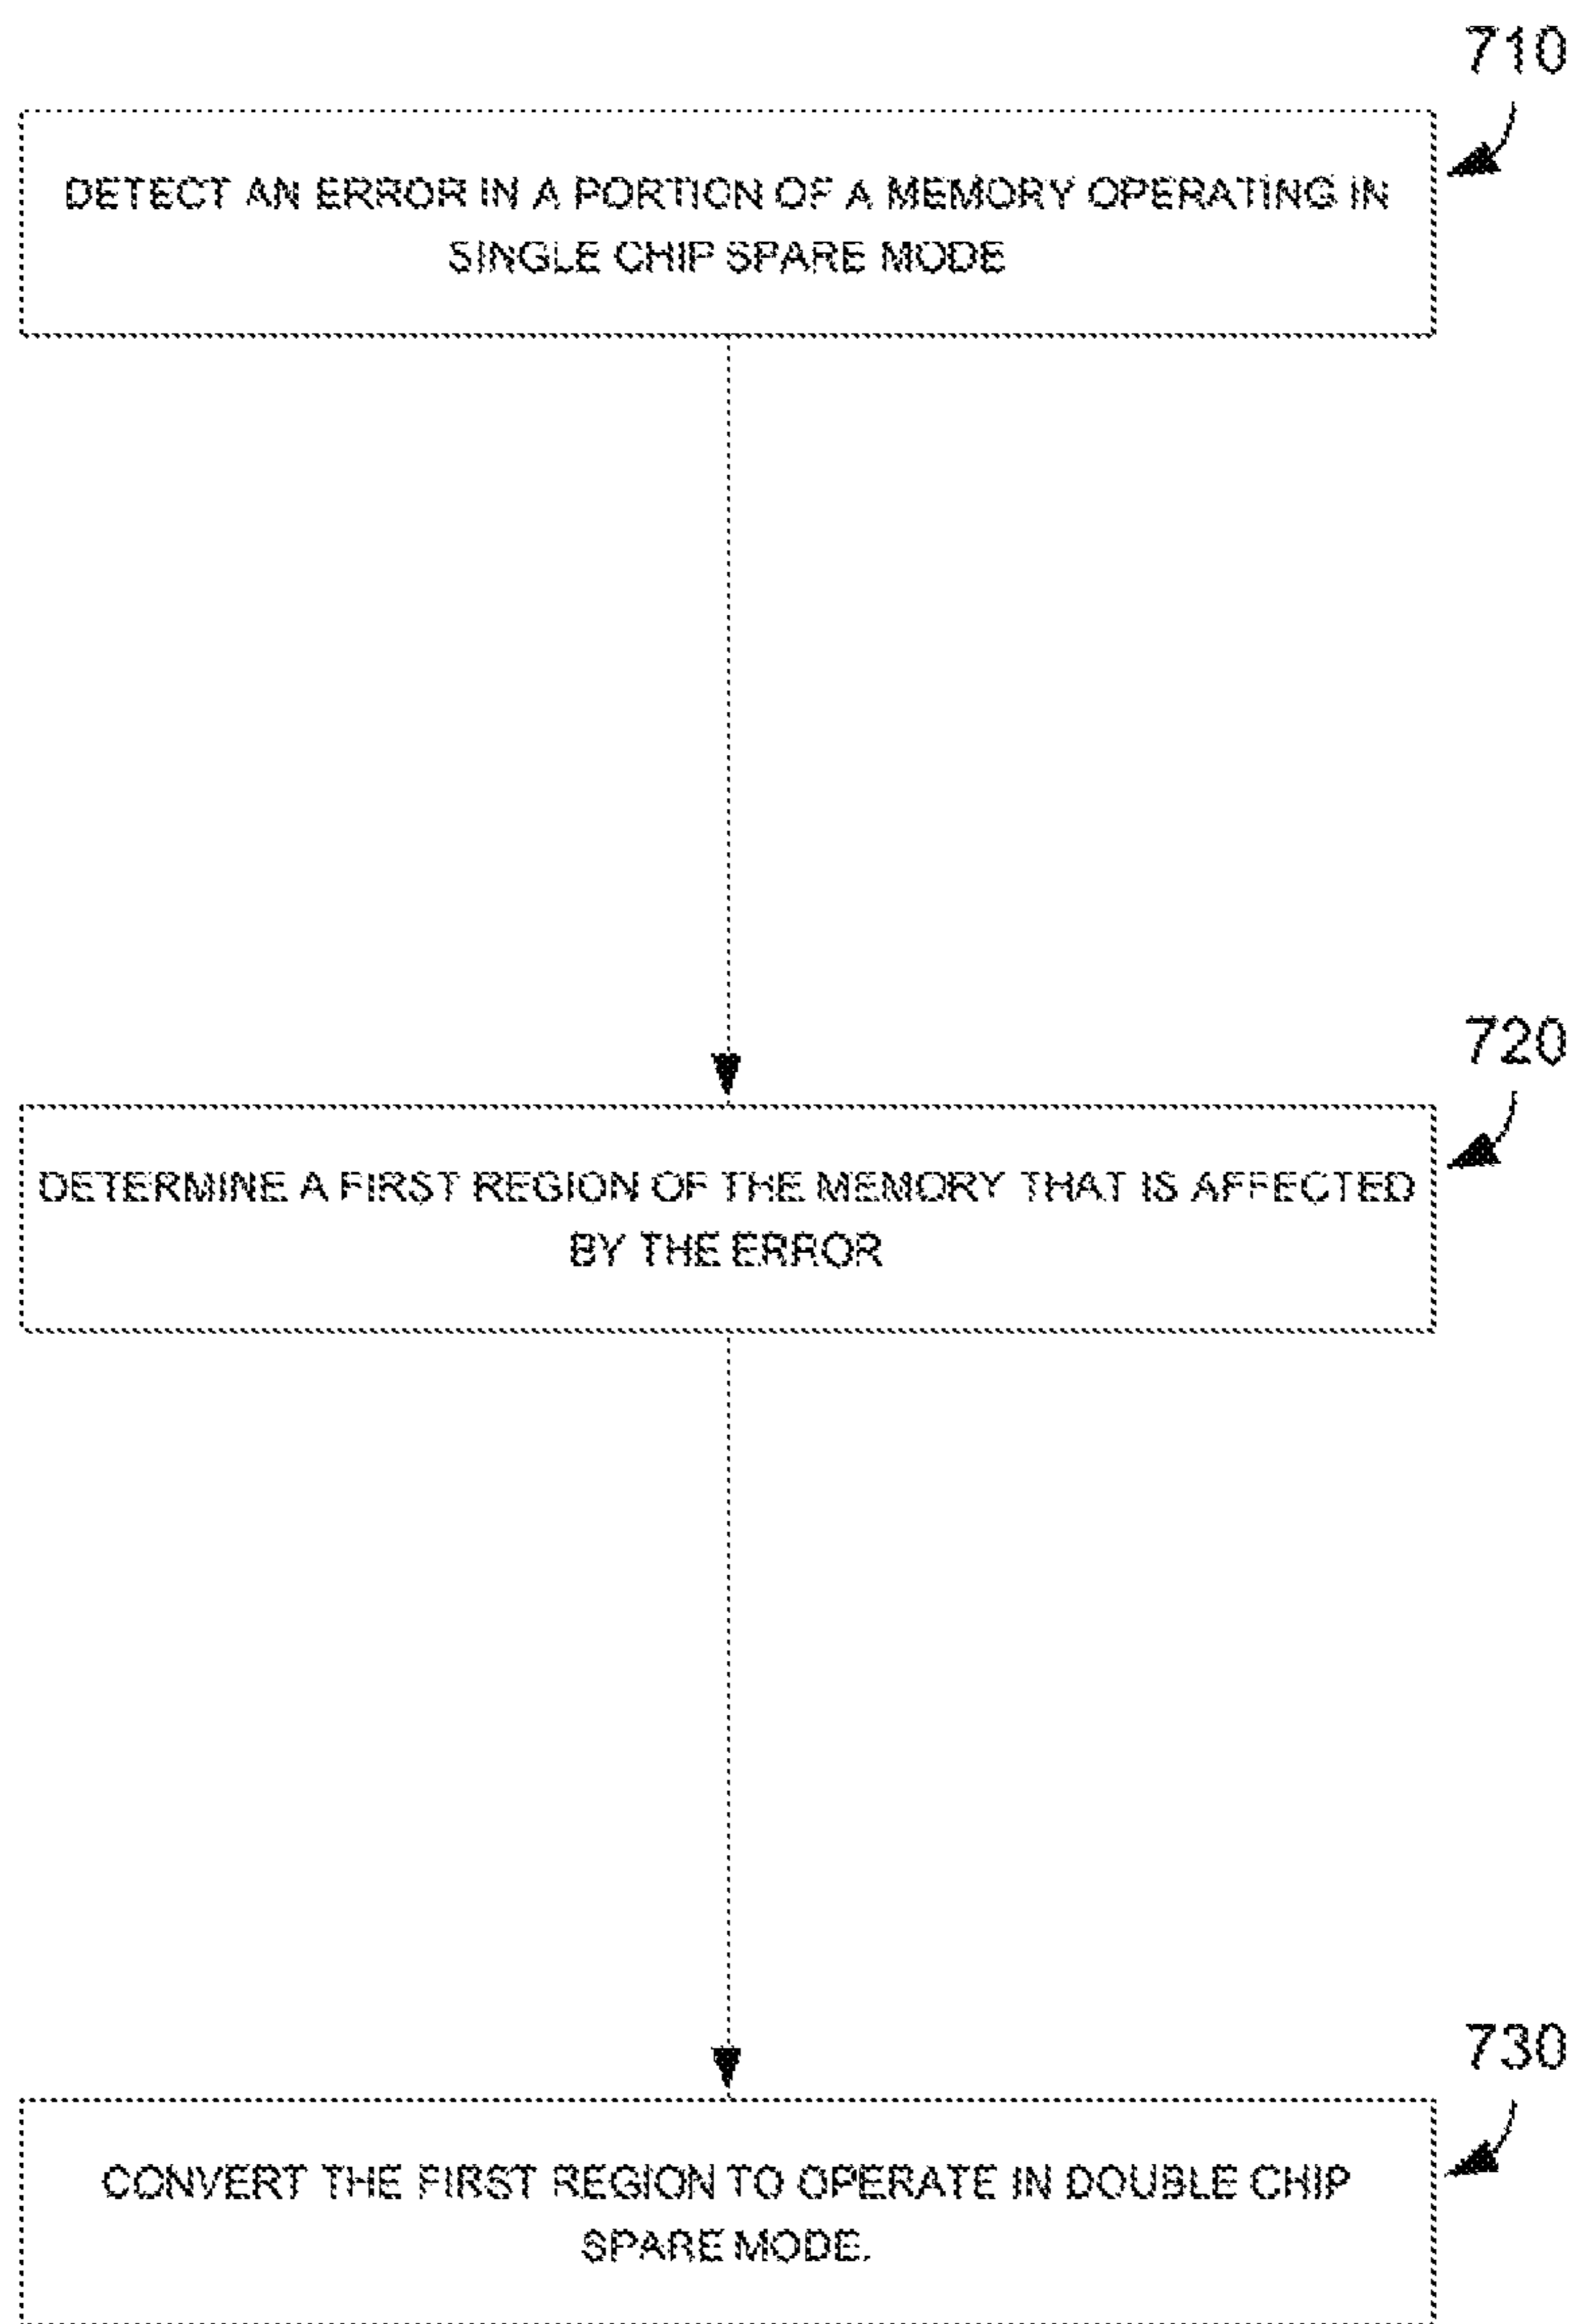 710
DETECT AN ERROR IN A PORTION OF A MEMORY OPERATING IN
SINGLE CHIP SPARE MODE
720
DETERMINE A FIRST REGION OF THE MEMORY THAT IS AFFECTED
BY THE ERROR
730
CONVERT THE FIRST REGION TO OPERATE IN DOUBLE CHIP
SPARE MODE.